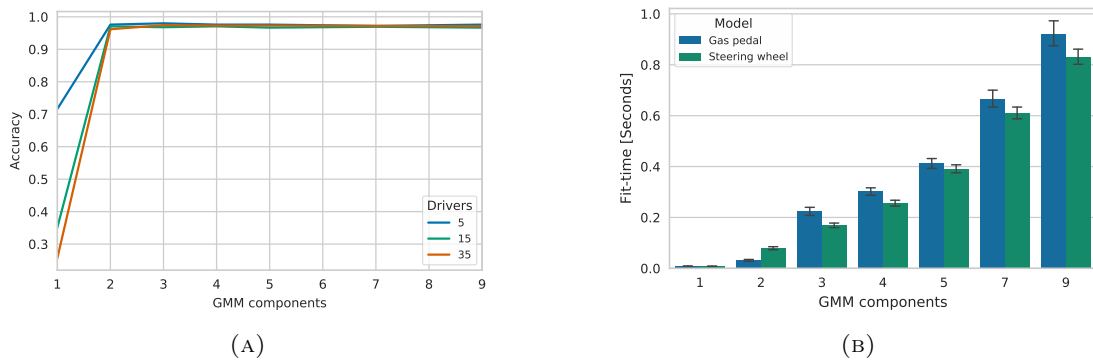 1.0
0.9
0.8
0.7
0.6
0.5
0.4
0.3
Accuracy
1 2 3 4 5 6 7 8 9
GMM components
Drivers
5
15
35
(A)
1.0
0.8
0.6
0.4
0.2
0.0
Fit-time [Seconds]
Model
Gas pedal
Steering wheel
1 2 3 4 5 7 9
GMM components
(B)